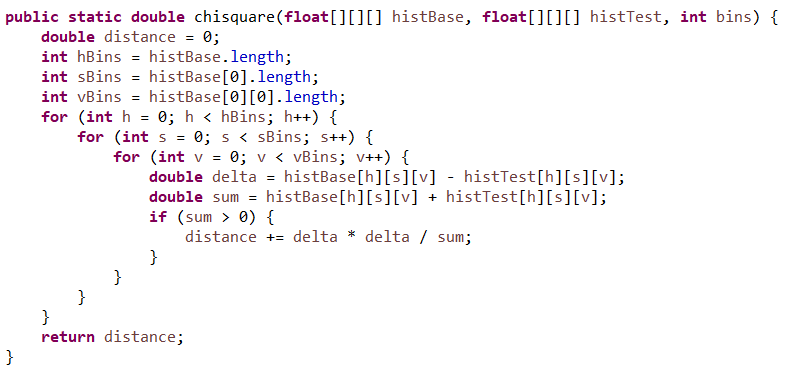 public static double chisquare(float[][][] histBase, float[][][] histTest, int bins) {
    double distance = 0;
    int hBins = histBase.length;
    int sBins = histBase[0].length;
    int vBins = histBase[0][0].length;
    for (int h = 0; h < hBins; h++) {
        for (int s = 0; s < sBins; s++) {
            for (int v = 0; v < vBins; v++) {
                double delta = histBase[h][s][v] - histTest[h][s][v];
                double sum = histBase[h][s][v] + histTest[h][s][v];
                if (sum > 0) {
                    distance += delta * delta / sum;
                }
            }
        }
    }
    return distance;
}